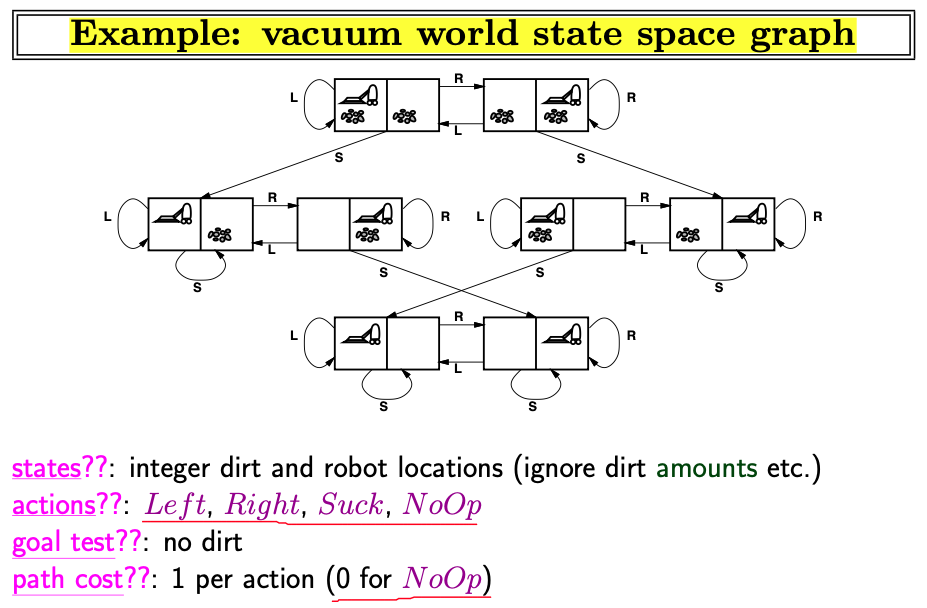 Example: vacuum world state space graph
R
L R
L
S S
R R
L R L R
L L
S S
S S
R
L R
L
S S
states??: integer dirt and robot locations (ignore dirt amounts etc.)
actions??: Left, Right, Suck, NoOp
goal test??: no dirt
path cost??: 1 per action (0 for NoOp)